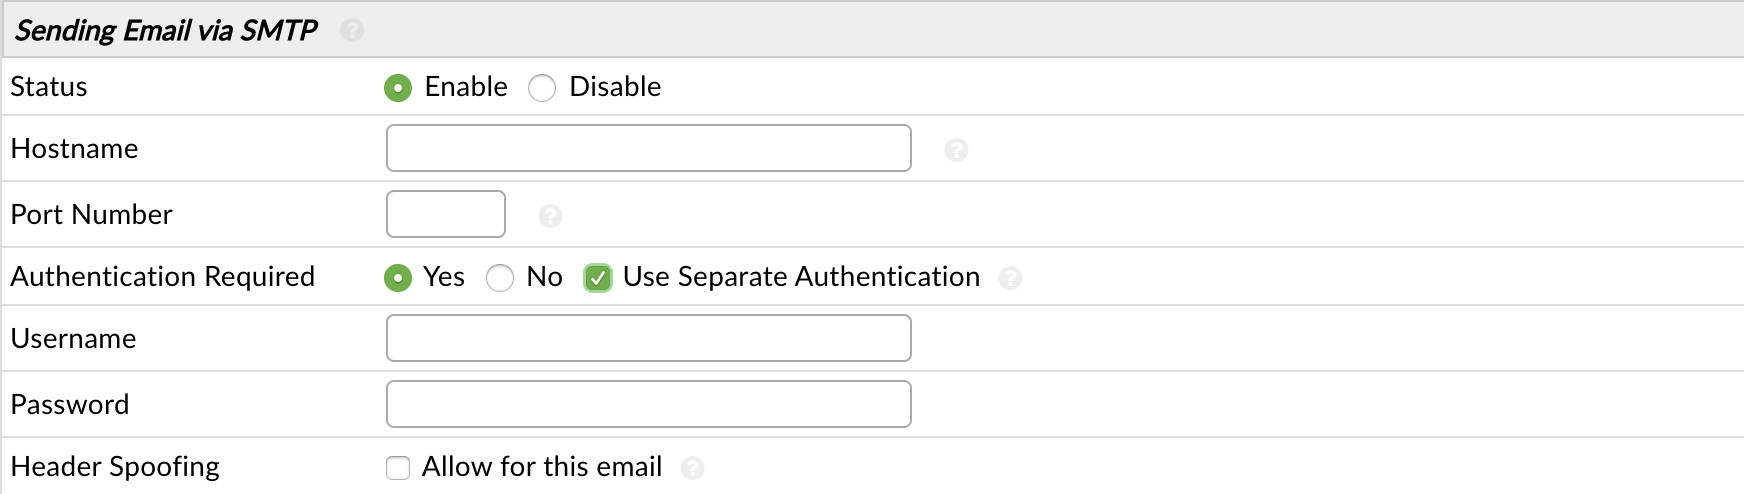 Sending Email via SMTP ?
Status Enable Disable
Hostname ?
Port Number ?
Authentication Required Yes No Use Separate Authentication ?
Username
Password
Header Spoofing Allow for this email ?